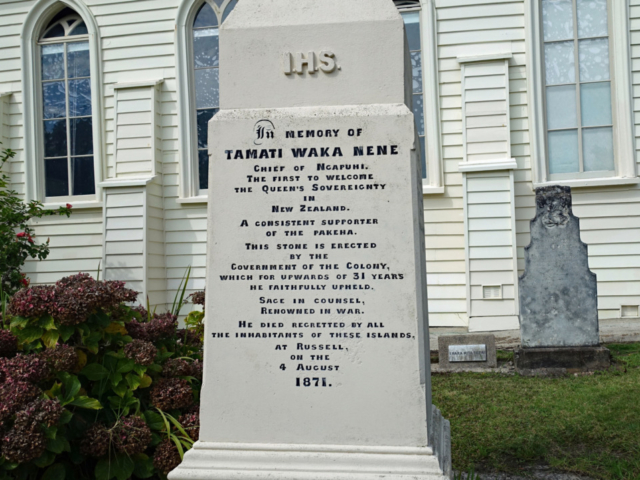 IHS.
In MEMORY OF
TAMATI WAKA NENE
CHIEF OF NGAPUHI.
THE FIRST TO WELCOME
THE QUEEN'S SOVEREIGNTY
IN
NEW ZEALAND.
A CONSISTENT SUPPORTER
OF THE PAKEHA.
THIS STONE IS ERECTED
BY THE
GOVERNMENT OF THE COLONY,
WHICH FOR UPWARDS OF 31 YEARS
HE FAITHFULLY UPHELD.
SAGE IN COUNSEL,
RENOWNED IN WAR.
HE DIED REGRETTED BY ALL
THE INHABITANTS OF THESE ISLANDS,
AT RUSSELL,
ON THE
4 AUGUST
1871.